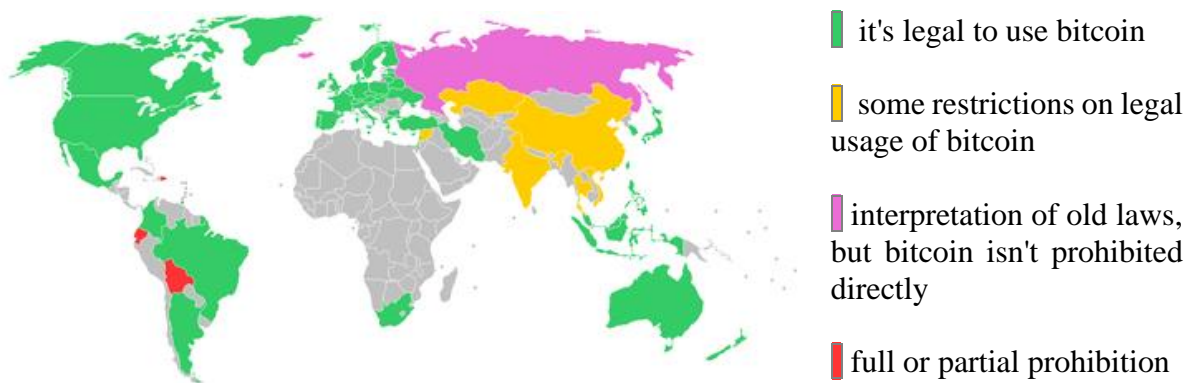 it's legal to use bitcoin
some restrictions on legal
usage of bitcoin
interpretation of old laws,
but bitcoin isn't prohibited
directly
full or partial prohibition